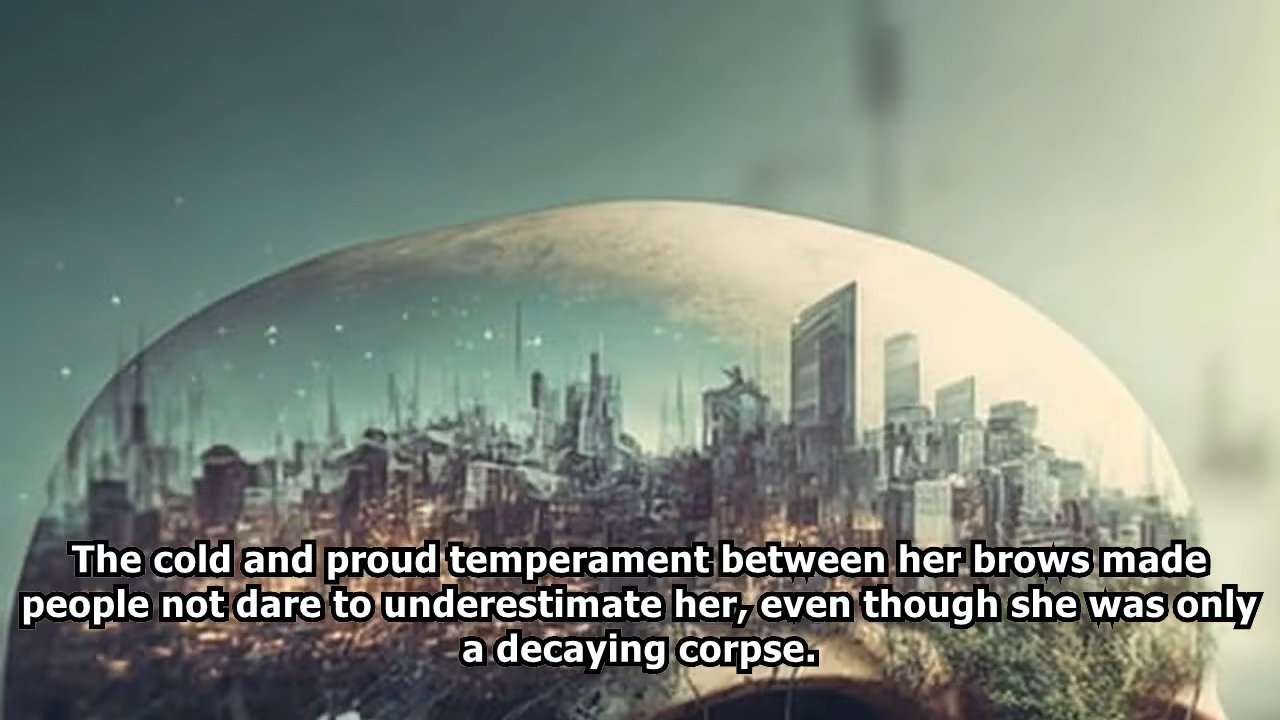 The cold and proud temperament between her brows made
people not dare to underestimate her, even though she was only
a decaying corpse.